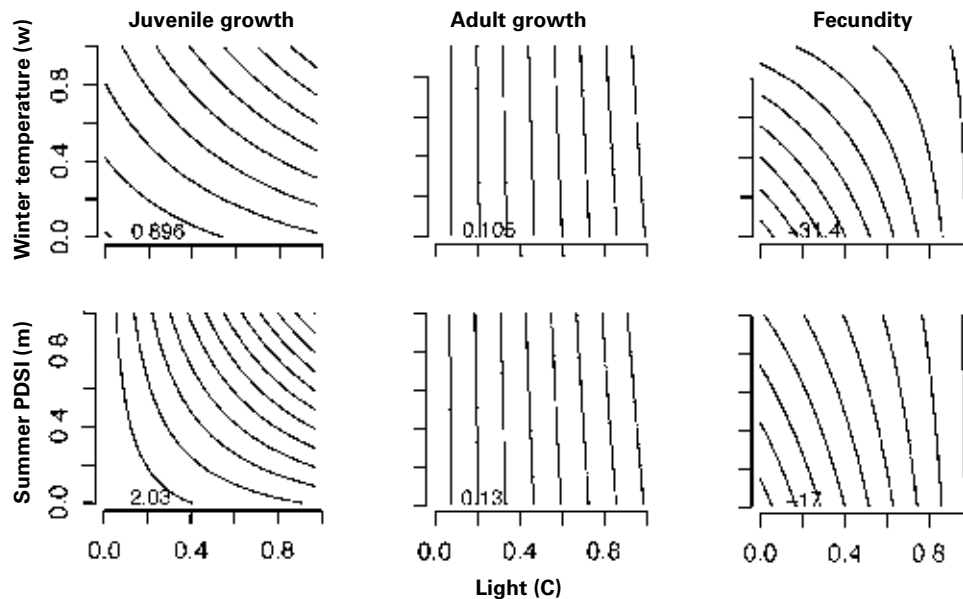 Juvenile growth
Adult growth
Fecundity
Winter temperature (w)
0.8
0.4
0.0
0.896
0.105
-31.4
Summer PDSI (m)
0.8
0.4
0.0
2.03
0.13
-17
0.0 0.4 0.8
0.0 0.4 0.8
0.0 0.4 0.8
Light (C)